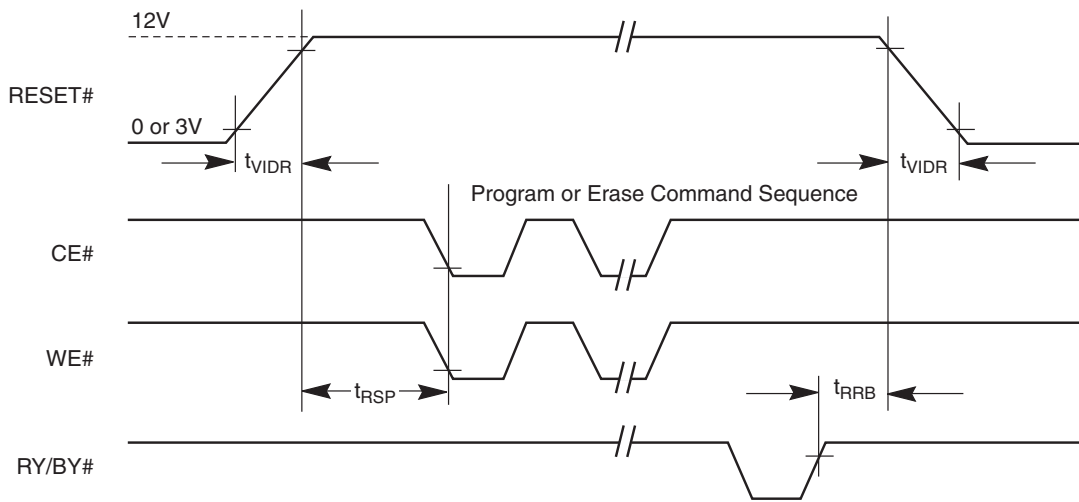 12V
RESET#
0 or 3V
tVIDR
tVIDR
Program or Erase Command Sequence
CE#
WE#
tRSP
tRRB
RY/BY#